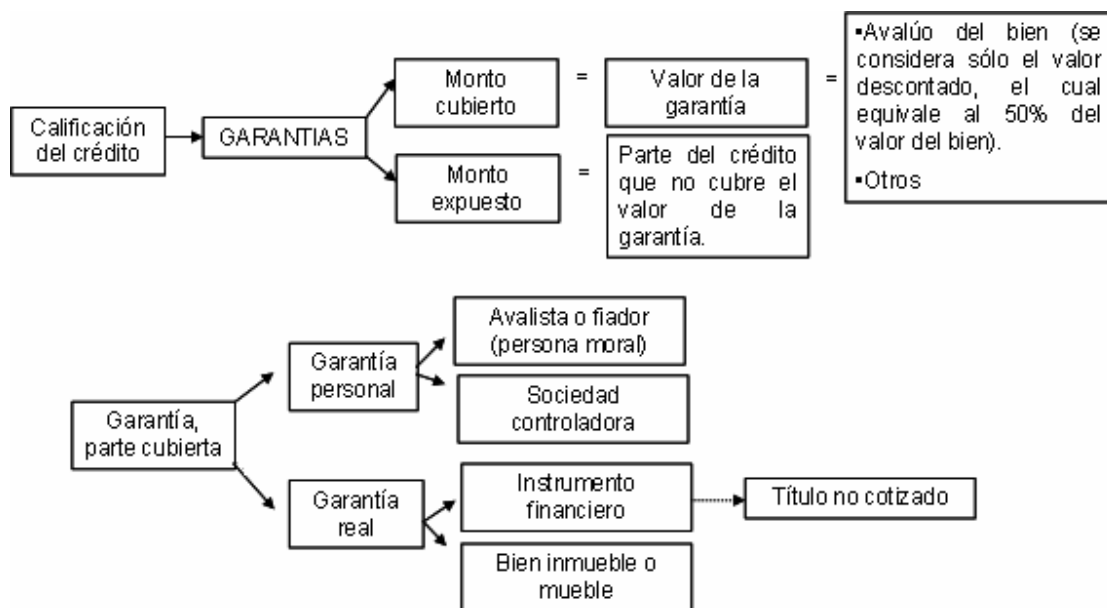 Calificación
del crédito
GARANTIAS
Monto
cubierto
=
Valor de la
garantía
=
▪Avalúo del bien (se
considera sólo el valor
descontado, el cual
equivale al 50% del
valor del bien).
▪Otros
Monto
expuesto
=
Parte del crédito
que no cubre el
valor de la
garantía.
Garantía,
parte cubierta
Garantía
personal
Avalista o fiador
(persona moral)
Sociedad
controladora
Garantía
real
Instrumento
financiero
Título no cotizado
Bien inmueble o
mueble